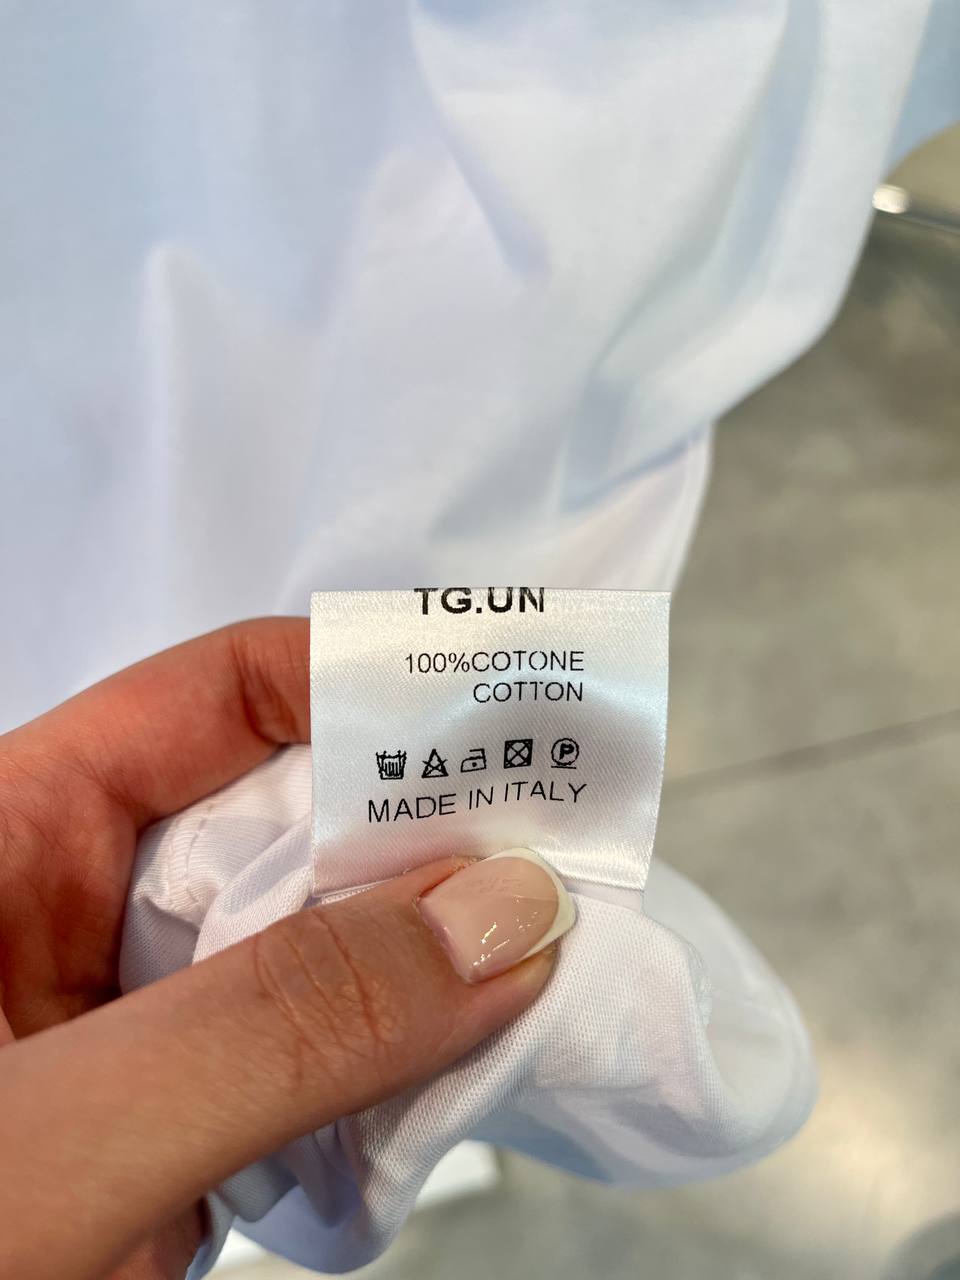 TG.UN
100%COTONE
COTTON
P
MADE IN ITALY